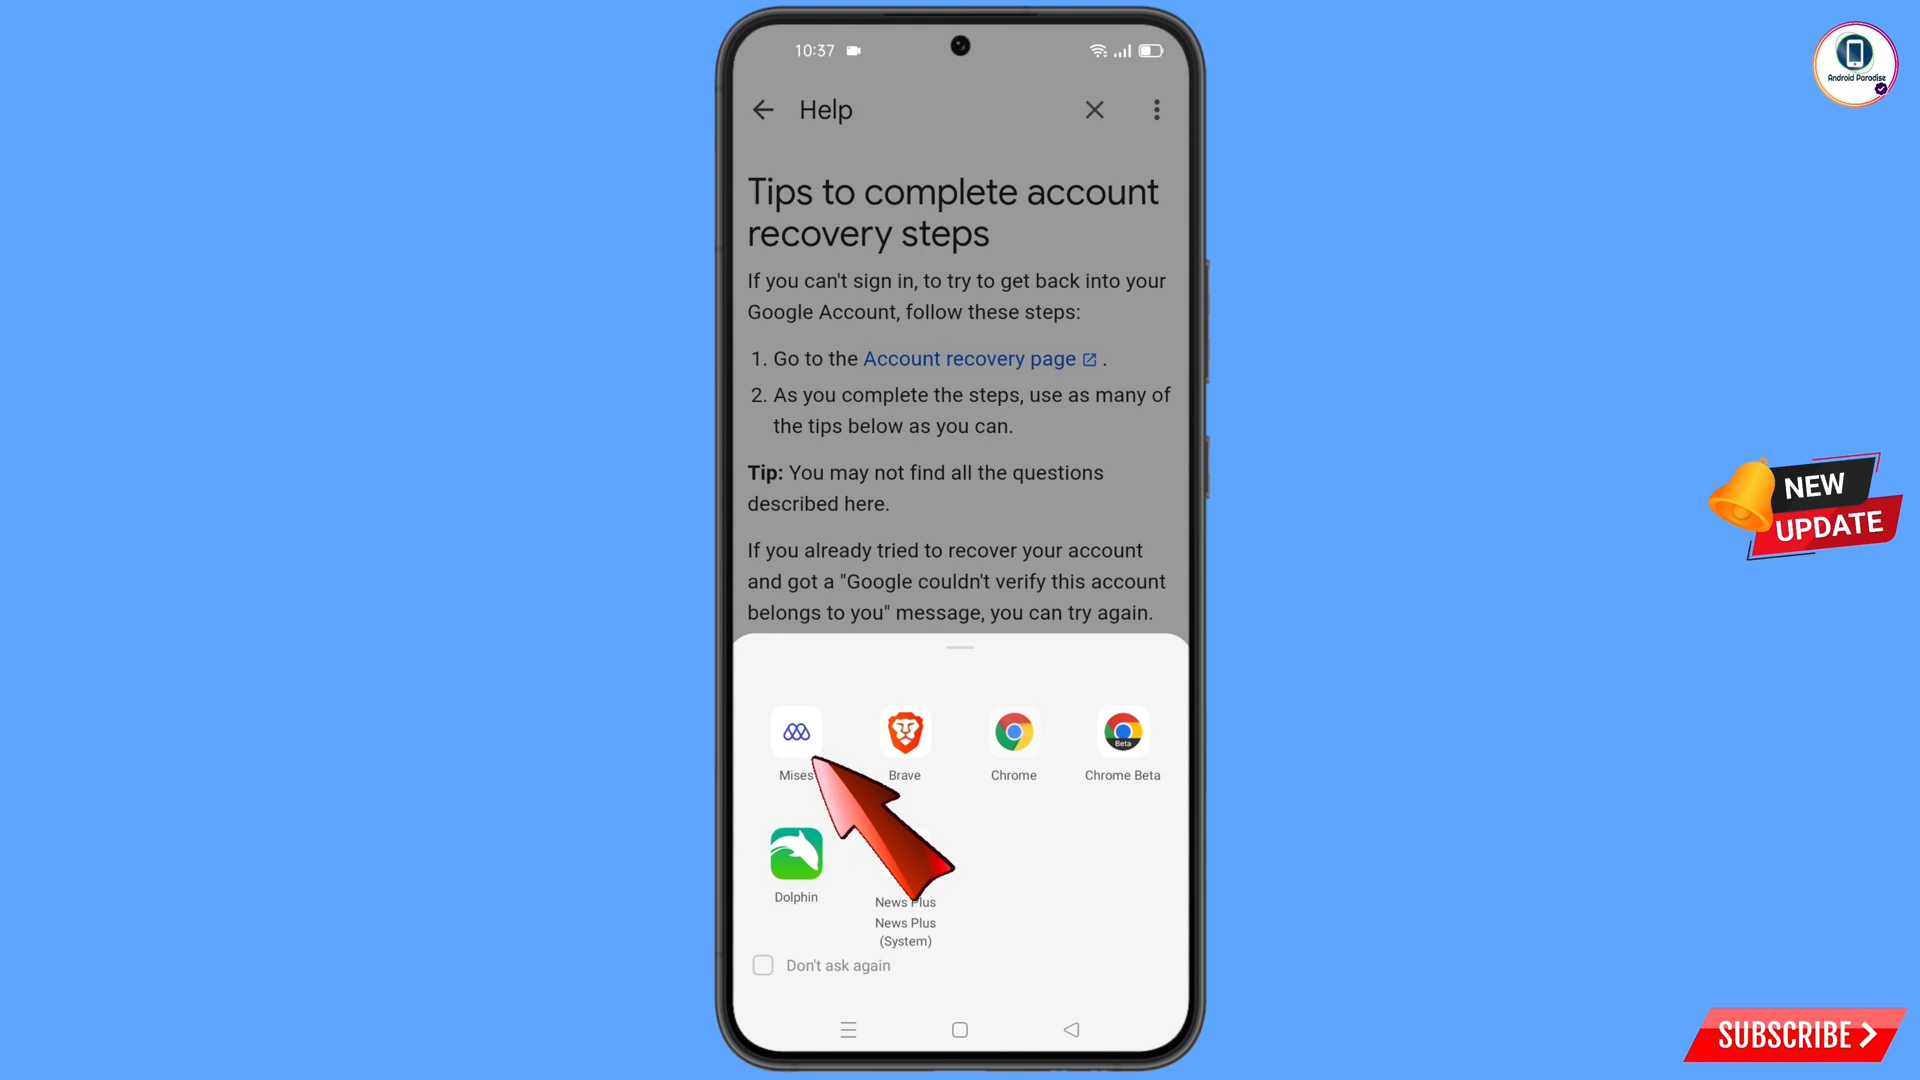 10:37
Android Paradise
Help
Tips to complete account
recovery steps
If you can't sign in, to try to get back into your
Google Account, follow these steps:
1. Go to the Account recovery page .
2. As you complete the steps, use as many of
the tips below as you can.
Tip: You may not find all the questions
described here.
If you already tried to recover your account
and got a "Google couldn't verify this account
belongs to you" message, you can try again.
NEW
UPDATE
Beta
Mises
Brave
Chrome
Chrome Beta
Dolphin
News Plus
News Plus
(System)
Don't ask again
SUBSCRIBE